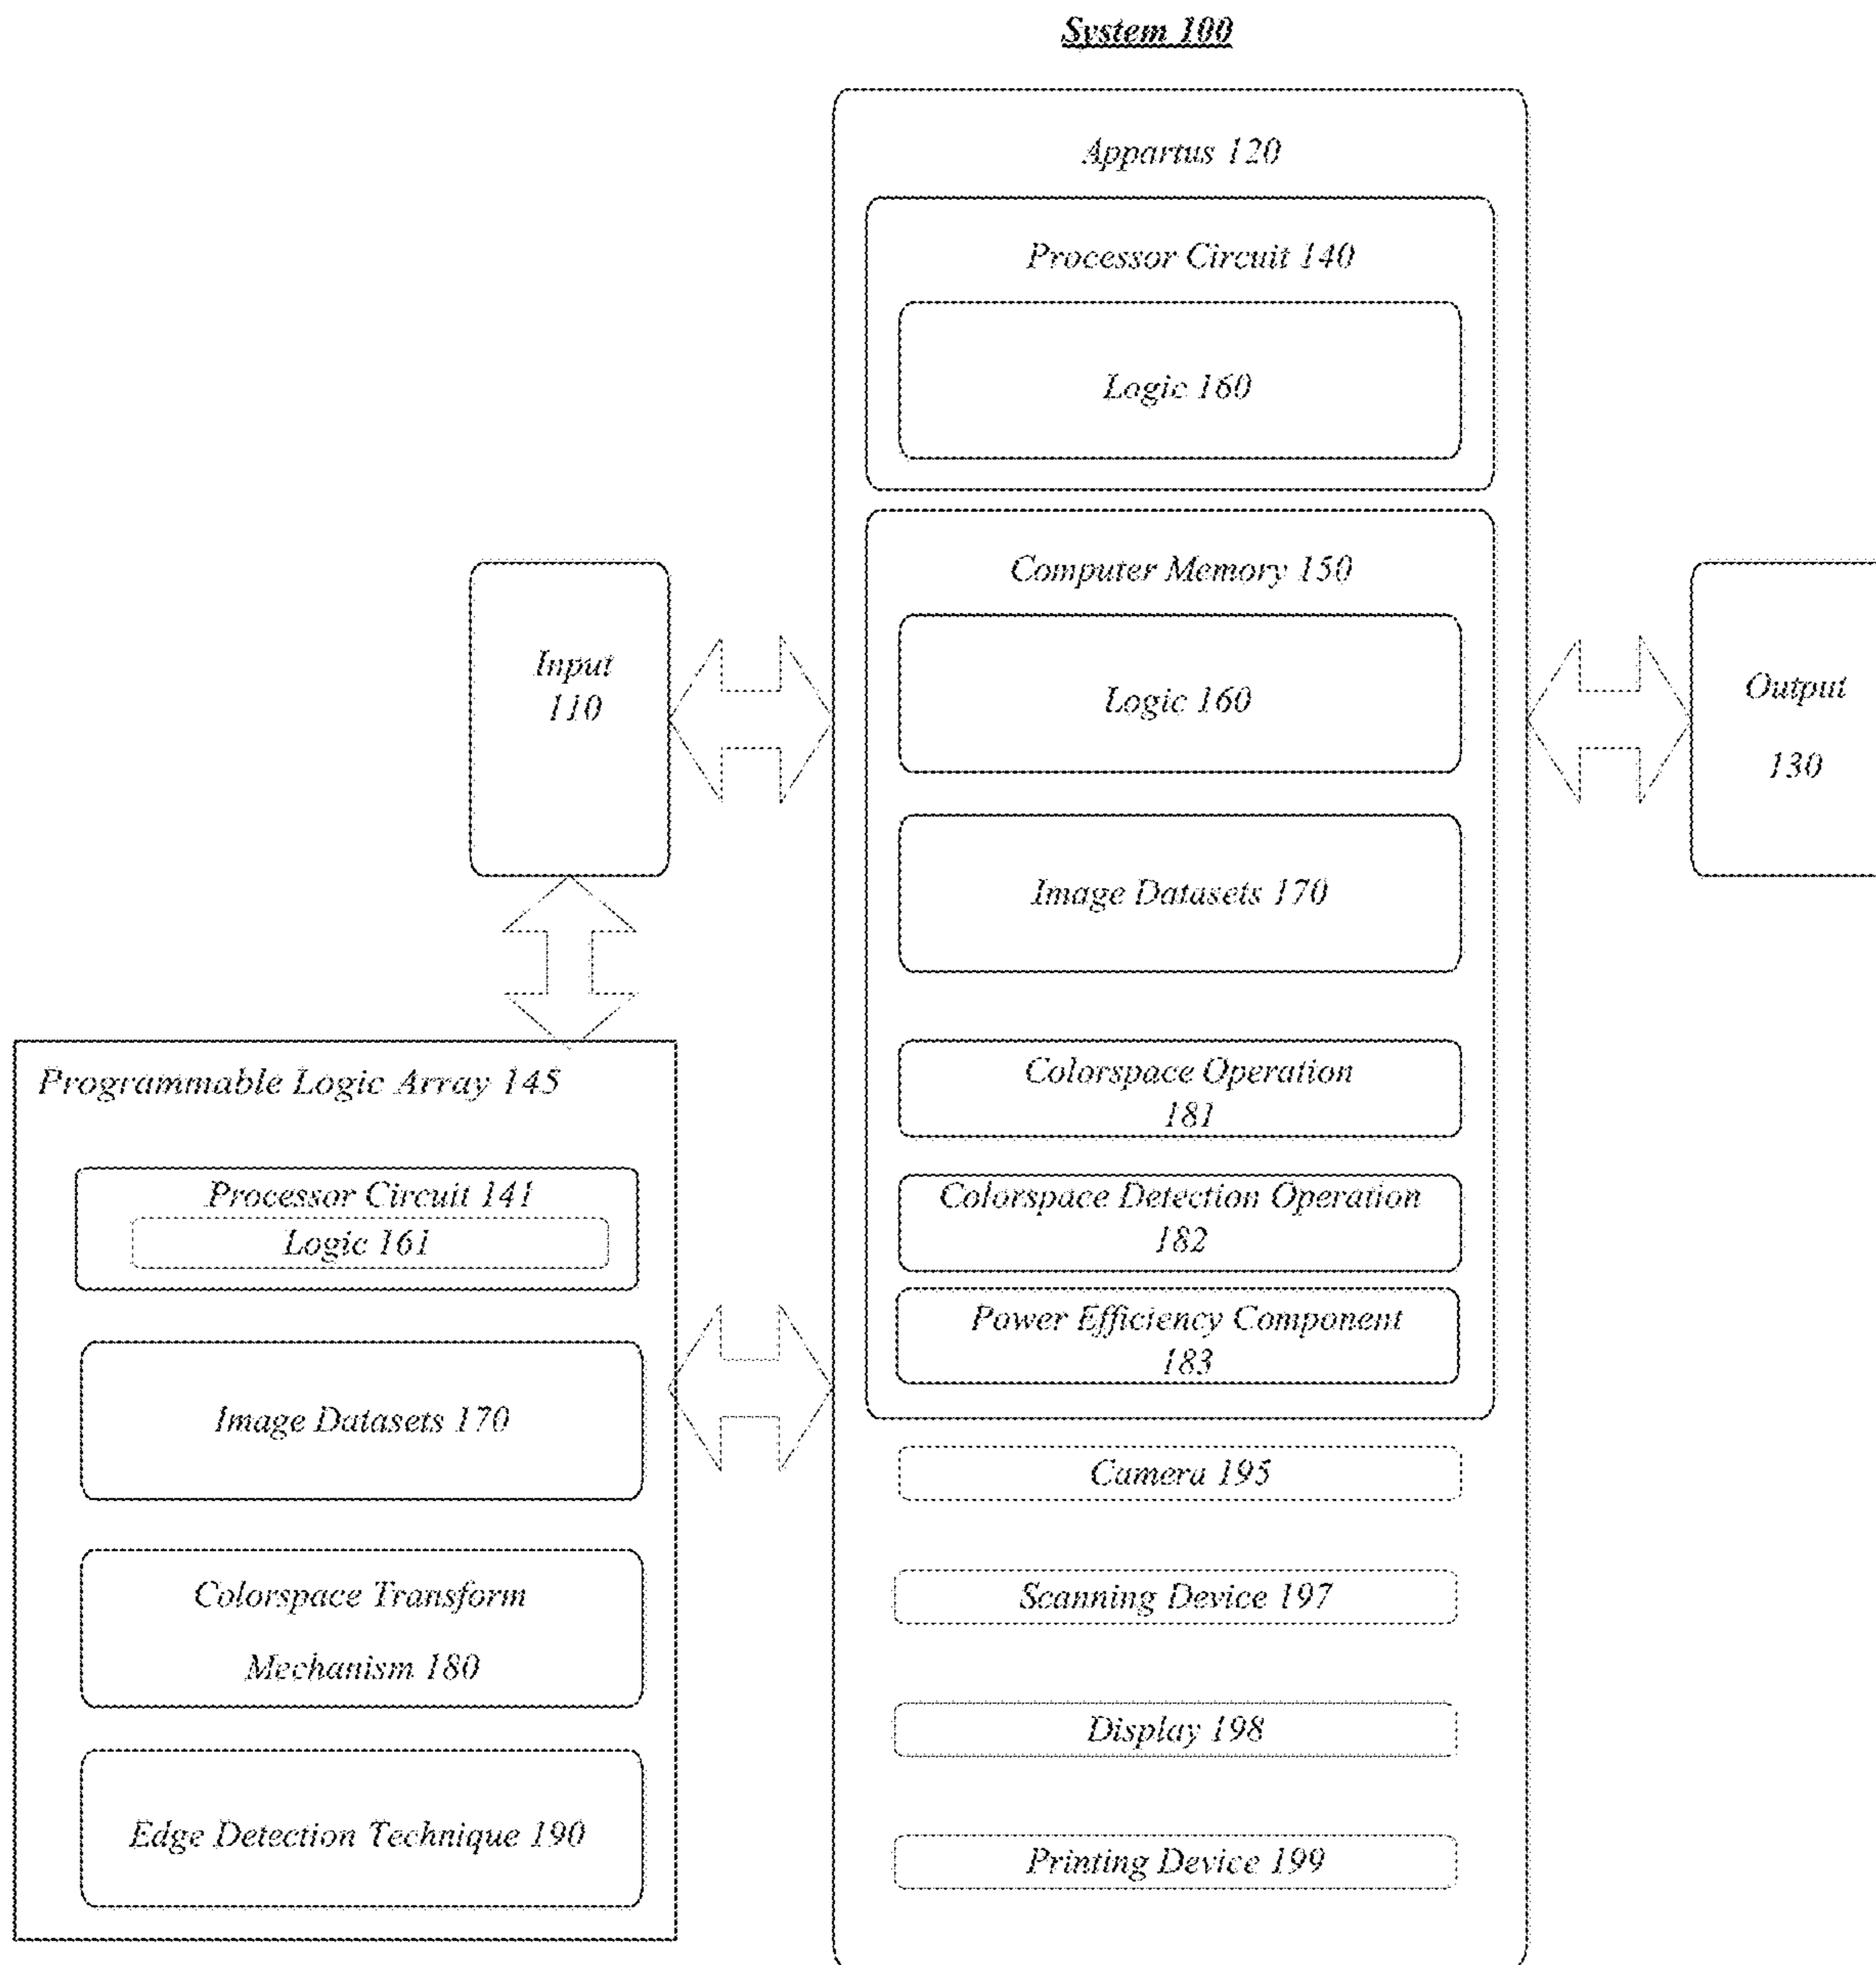 System 100
Appartus 120
Processor Circuit 140
Logic 160
Computer Memory 150
Logic 160
Image Datasets 170
Colorspace Operation
181
Colorspace Detection Operation
182
Power Efficiency Component
183
Camera 195
Scanning Device 197
Display 198
Printing Device 199
Input
110
Output
130
Programmable Logic Array 145
Processor Circuit 141
Logic 161
Image Datasets 170
Colorspace Transform
Mechanism 180
Edge Detection Technique 190